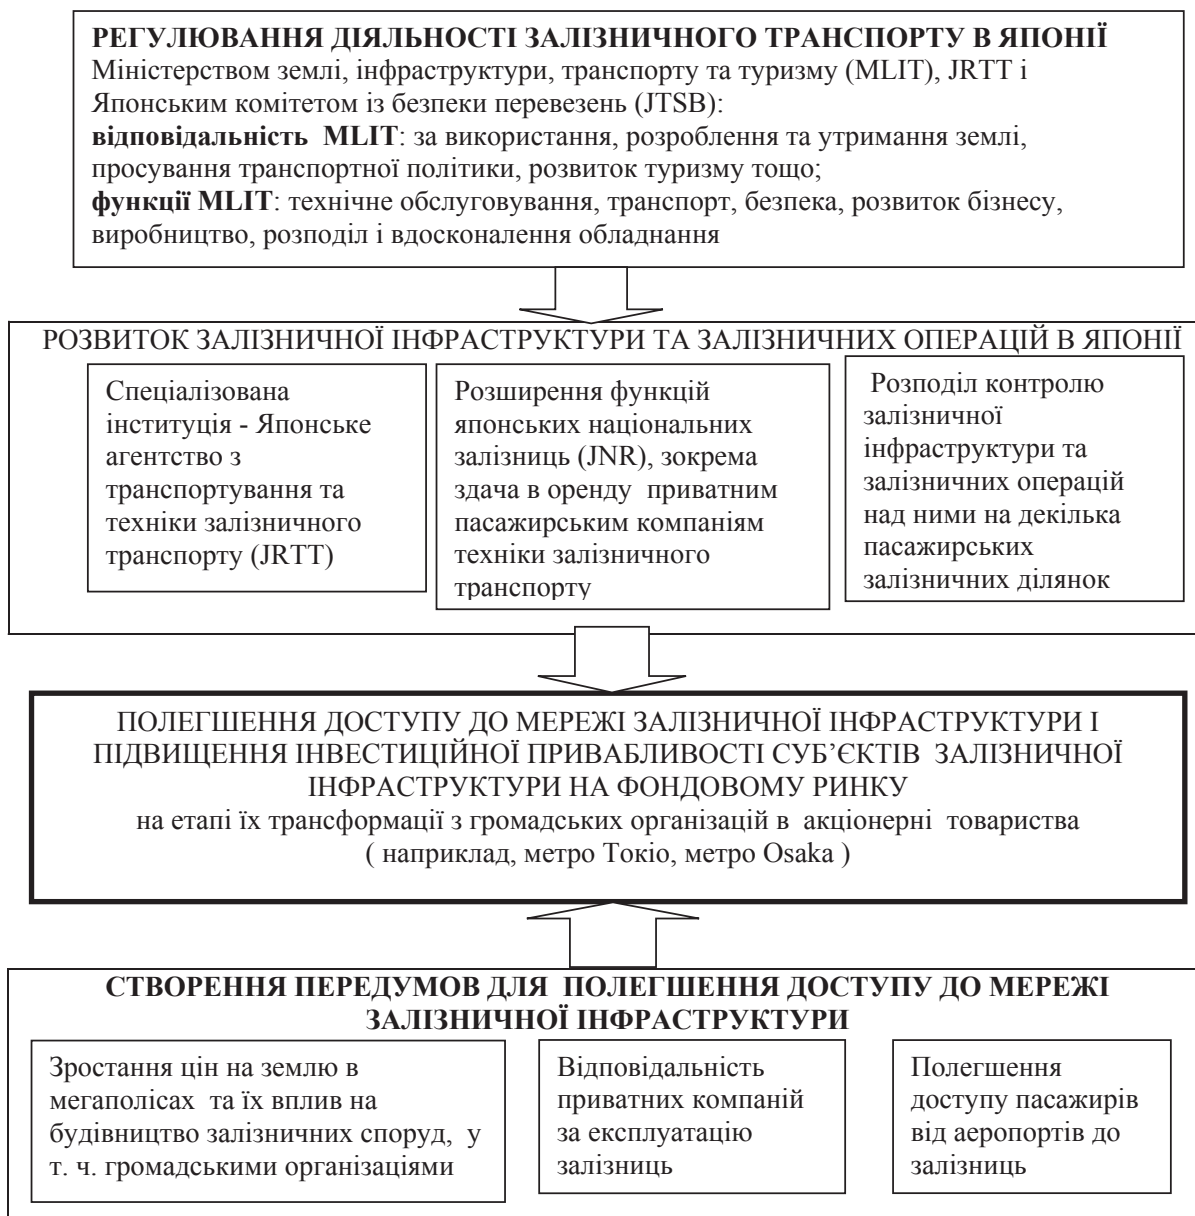 РЕГУЛЮВАННЯ ДІЯЛЬНОСТІ ЗАЛІЗНИЧНОГО ТРАНСПОРТУ В ЯПОНІЇ
Міністерством землі, інфраструктури, транспорту та туризму (MLIT), JRTT і
Японським комітетом із безпеки перевезень (JTSB):
відповідальність MLIT: за використання, розроблення та утримання землі,
просування транспортної політики, розвиток туризму тощо;
функції MLIT: технічне обслуговування, транспорт, безпека, розвиток бізнесу,
виробництво, розподіл і вдосконалення обладнання
РОЗВИТОК ЗАЛІЗНИЧНОЇ ІНФРАСТРУКТУРИ ТА ЗАЛІЗНИЧНИХ ОПЕРАЦІЙ В ЯПОНІЇ
Спеціалізована
інституція - Японське
агентство з
транспортування та
техніки залізничного
транспорту (JRTT)
Розширення функцій
японських національних
залізниць (JNR), зокрема
здача в оренду приватним
пасажирським компаніям
техніки залізничного
транспорту
Розподіл контролю
залізничної
інфраструктури та
залізничних операцій
над ними на декілька
пасажирських
залізничних ділянок
ПОЛЕГШЕННЯ ДОСТУПУ ДО МЕРЕЖІ ЗАЛІЗНИЧНОЇ ІНФРАСТРУКТУРИ І
ПІДВИЩЕННЯ ІНВЕСТИЦІЙНОЇ ПРИВАБЛИВОСТІ СУБ’ЄКТІВ ЗАЛІЗНИЧНОЇ
ІНФРАСТРУКТУРИ НА ФОНДОВОМУ РИНКУ
на етапі їх трансформації з громадських організацій в акціонерні товариства
( наприклад, метро Токіо, метро Osaka )
СТВОРЕННЯ ПЕРЕДУМОВ ДЛЯ ПОЛЕГШЕННЯ ДОСТУПУ ДО МЕРЕЖІ
ЗАЛІЗНИЧНОЇ ІНФРАСТРУКТУРИ
Зростання цін на землю в
мегаполісах та їх вплив на
будівництво залізничних споруд, у
т. ч. громадськими організаціями
Відповідальність
приватних компаній
за експлуатацію
залізниць
Полегшення
доступу пасажирів
від аеропортів до
залізниць